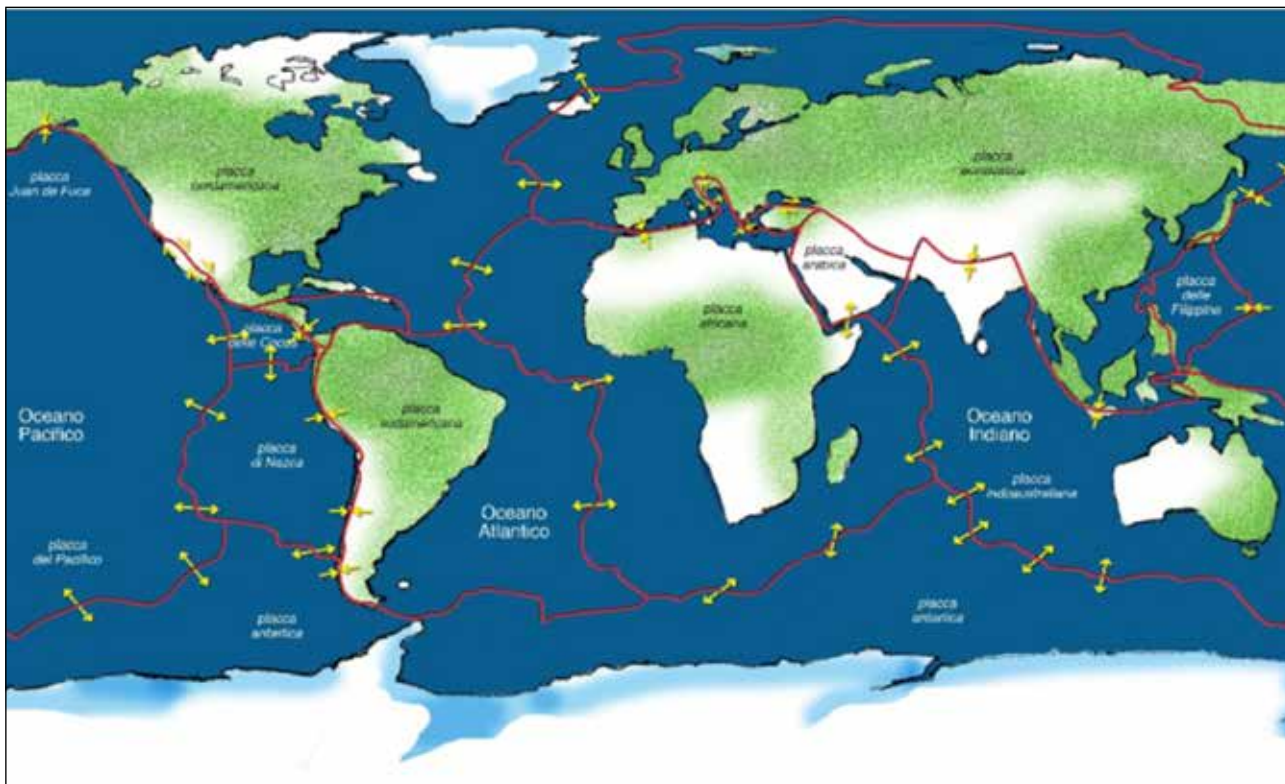 placca
Juan de Fuca
placca
nordamericana
placca
euroasiatica
placca
arabica
placca
delle
Filippine
placca
africana
placca
delle Cocos
placca
sudamericana
Oceano
Pacifico
placca
di Nazca
Oceano
Atlantico
Oceano
Indiano
placca
indoaustraliana
placca
del Pacifico
placca
antartica
placca
antartica